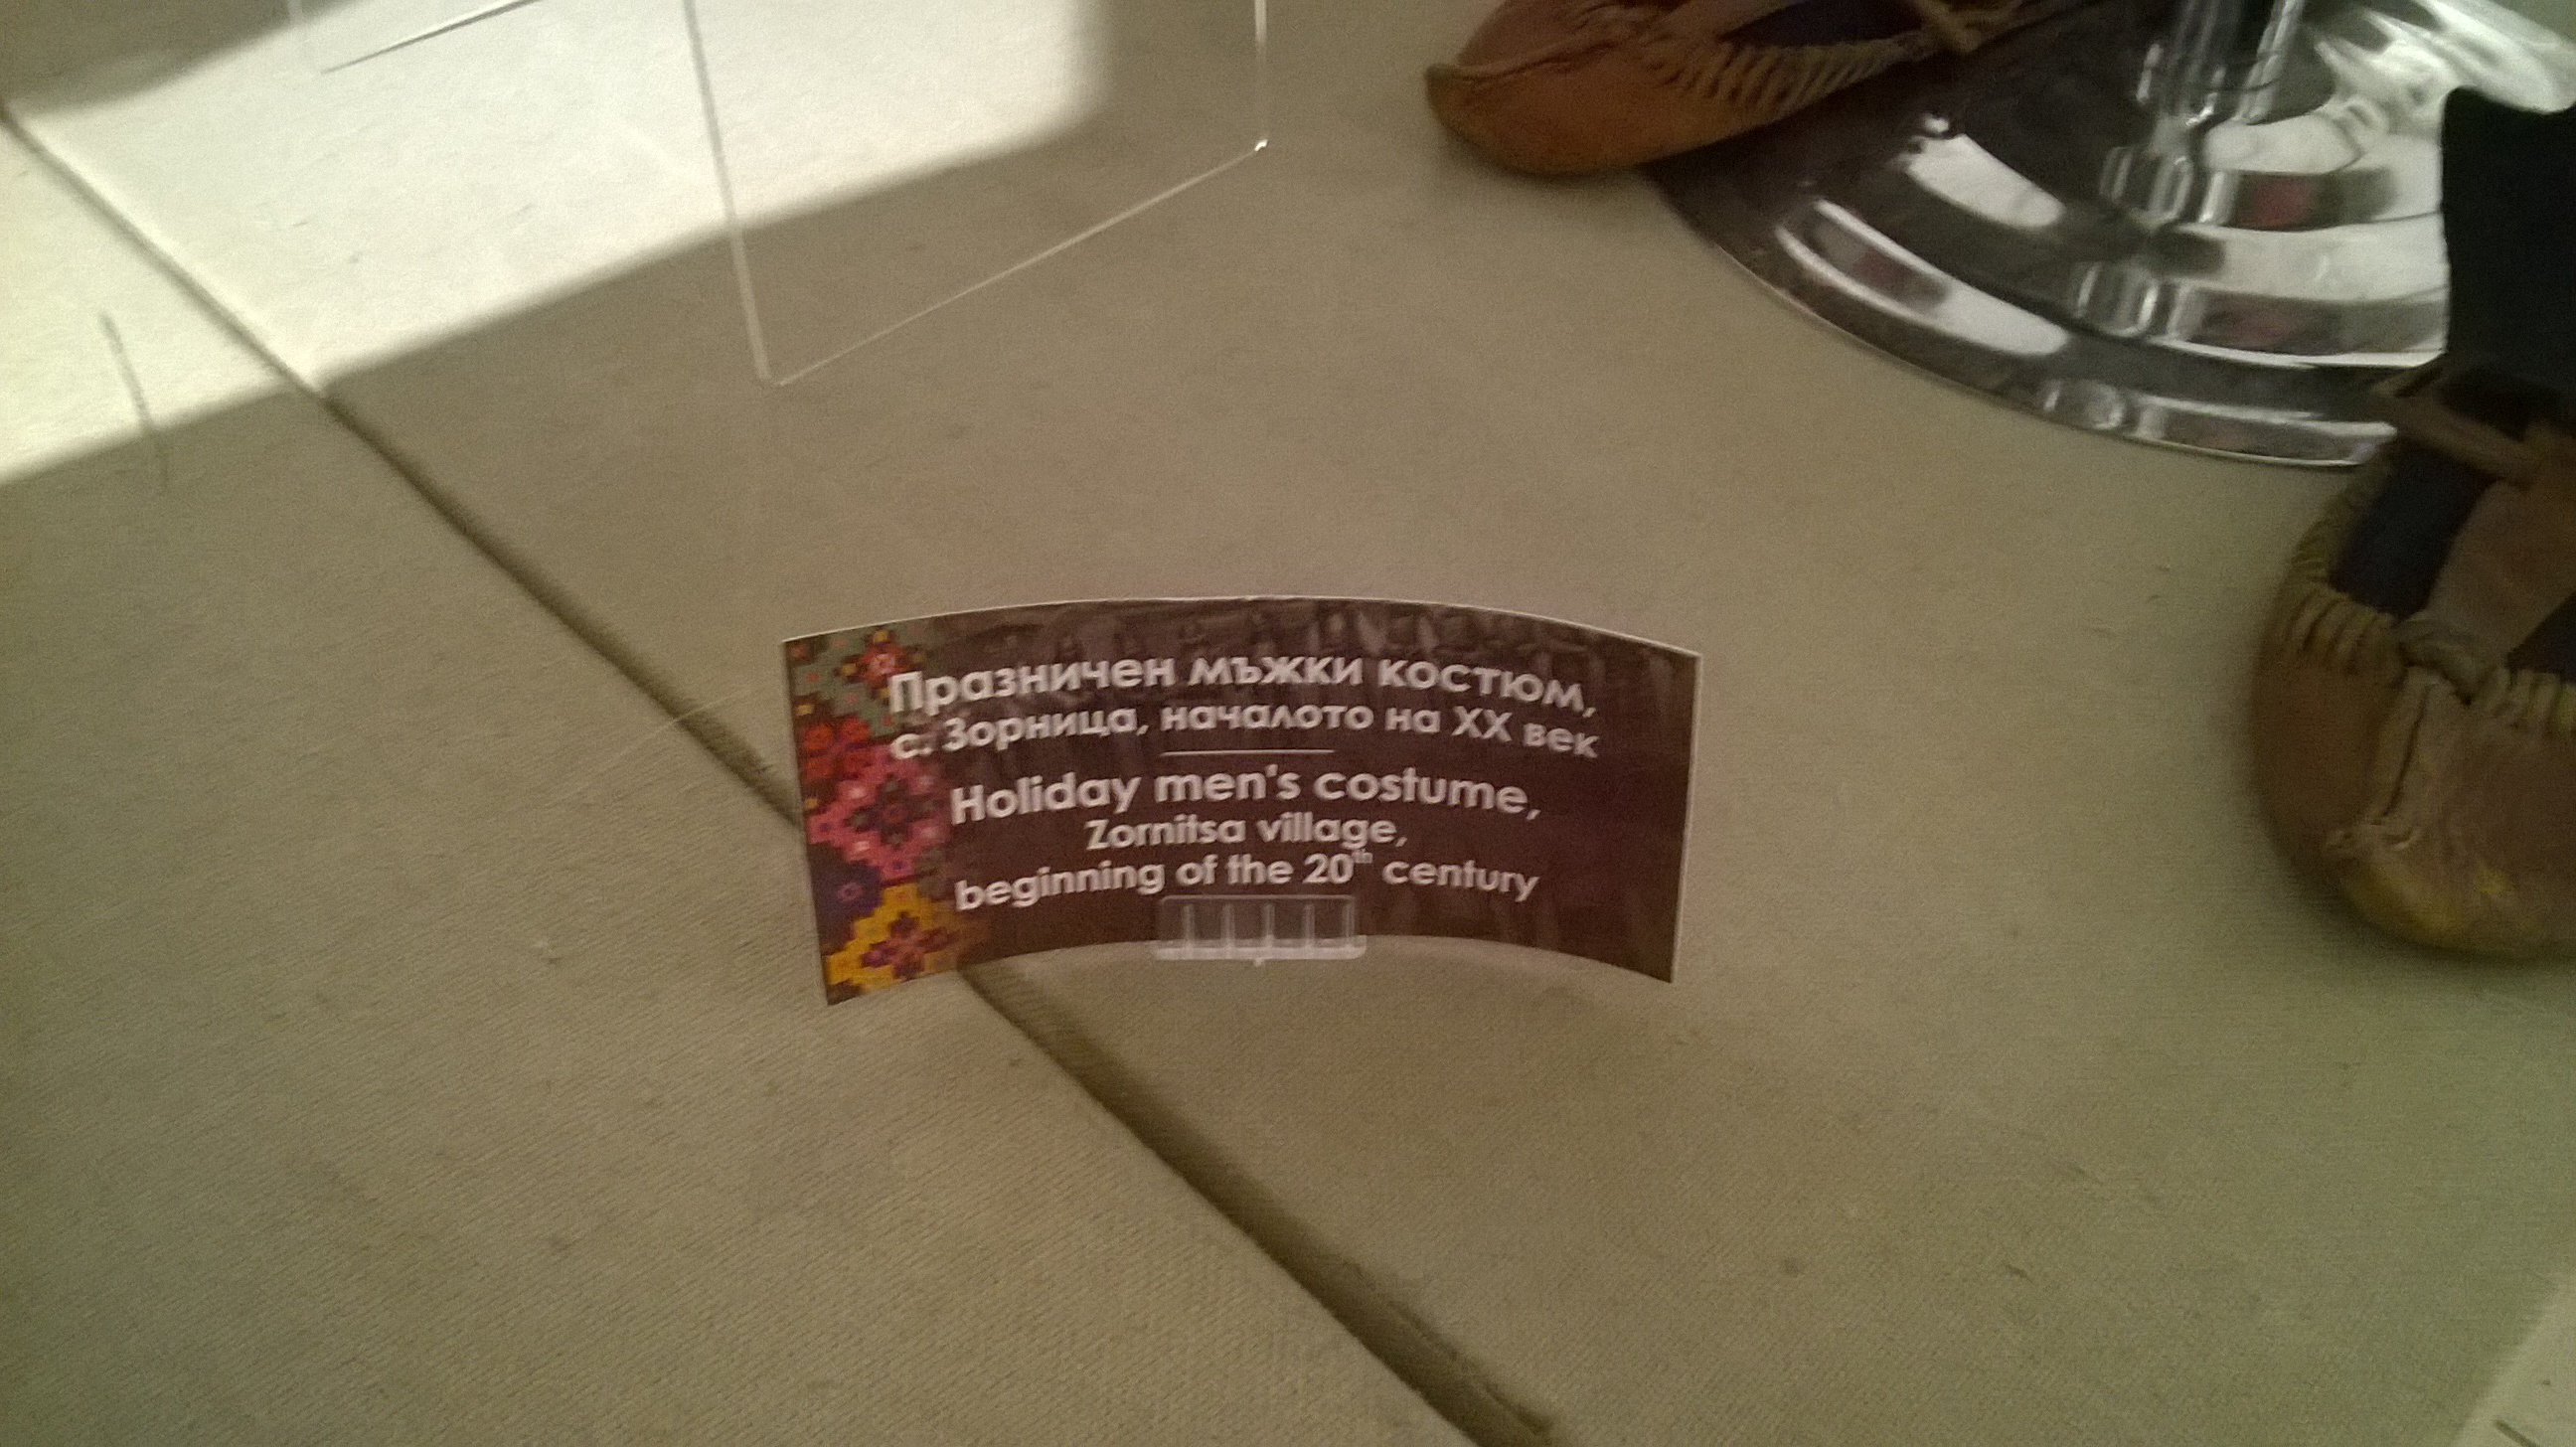 Празничен мъжки костюм,
с. Зорница, началото на XX век
Holiday men's costume,
Zornitsa village,
beginning of the 20th century